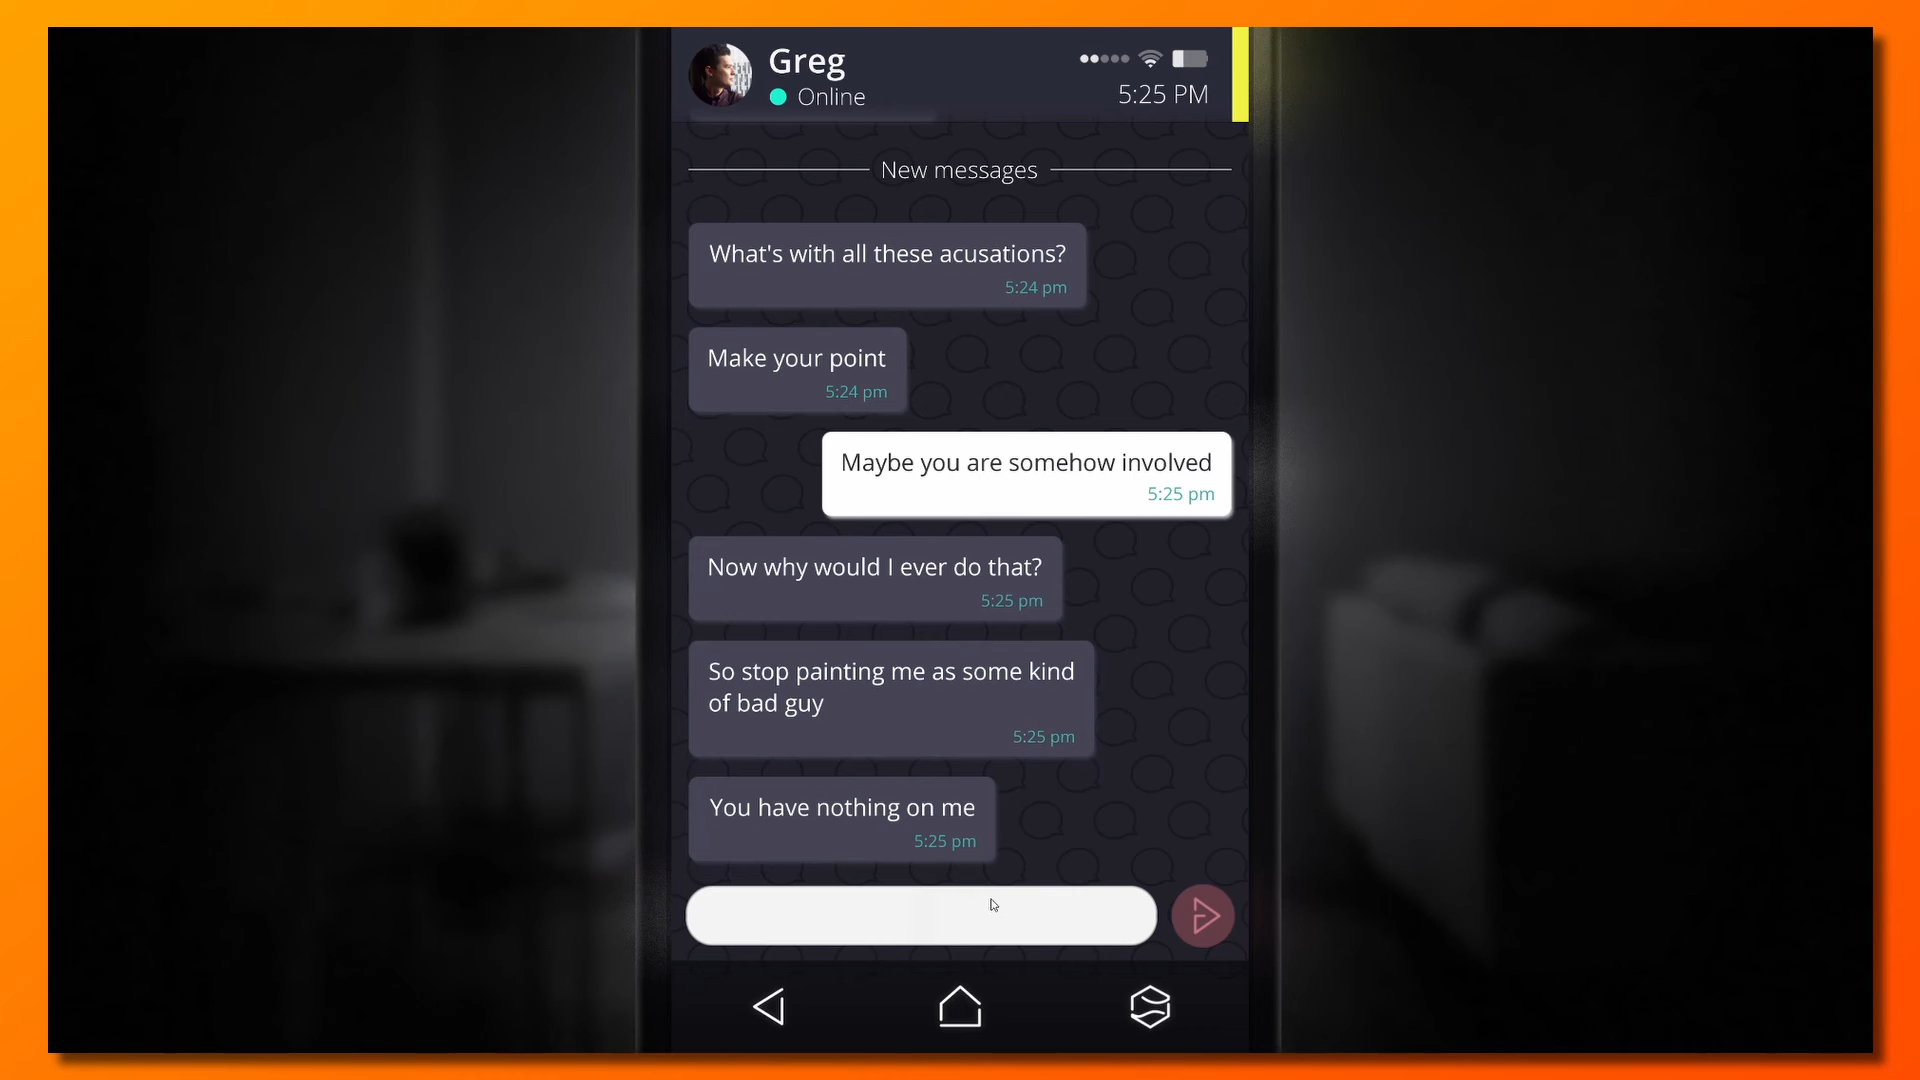 Greg
Online
5:25 PM
New messages
What's with all these acusations?
5:24 pm
Make your point
5:24 pm
Maybe you are somehow involved
5:25 pm
Now why would I ever do that?
5:25 pm
So stop painting me as some kind
of bad guy
5:25 pm
You have nothing on me
5:25 pm